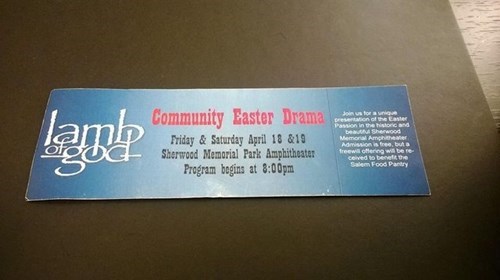 lamb
of god
Community Easter Drama
Friday & Saturday April 18 & 19
Sherwood Memorial Park Amphitheater
Program begins at 8:00pm
Join us for a unique
presentation of the Easter
Passion in the historic and
beautiful Sherwood
Memorial Amphitheater.
Admission is free, but a
freewill offering will be re-
ceived to benefit the
Salem Food Pantry